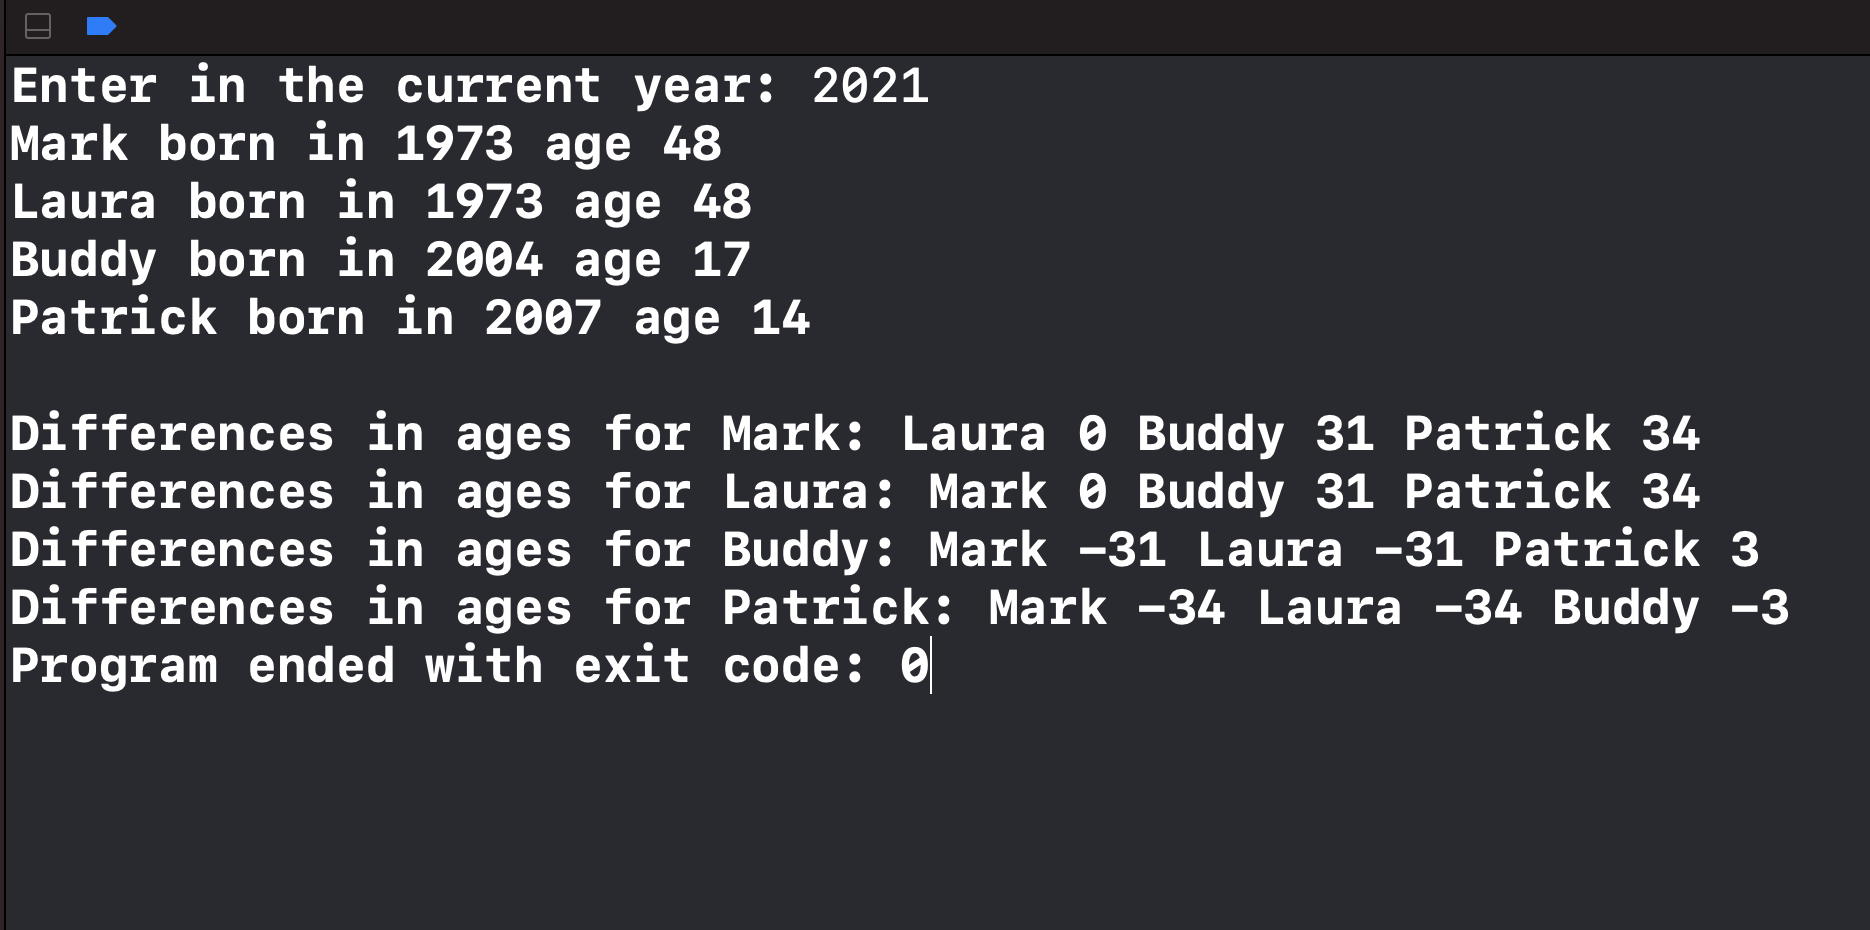 Enter in the current year: 2021
Mark born in 1973 age 48
Laura born in 1973 age 48
Buddy born in 2004 age 17
Patrick born in 2007 age 14
Differences in ages for Mark: Laura 0 Buddy 31 Patrick 34
Differences in ages for Laura: Mark 0 Buddy 31 Patrick 34
Differences in ages for Buddy: Mark -31 Laura -31 Patrick 3
Differences in ages for Patrick: Mark -34 Laura -34 Buddy -3
Program ended with exit code: 0